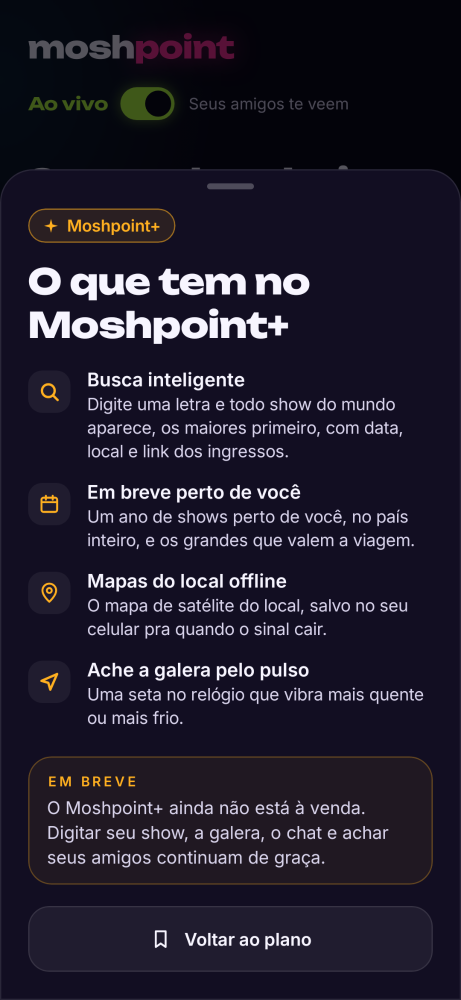 moshpoint
Ao vivo
Seus amigos te veem
Moshpoint+
O que tem no
Moshpoint+
Busca inteligente
Digite uma letra e todo show do mundo
aparece, os maiores primeiro, com data,
local e link dos ingressos.
Em breve perto de você
Um ano de shows perto de você, no país
inteiro, e os grandes que valem a viagem.
Mapas do local offline
O mapa de satélite do local, salvo no seu
celular pra quando o sinal cair.
Ache a galera pelo pulso
Uma seta no relógio que vibra mais quente
ou mais frio.
EM BREVE
O Moshpoint+ ainda não está à venda.
Digitar seu show, a galera, o chat e achar
seus amigos continuam de graça.
Voltar ao plano